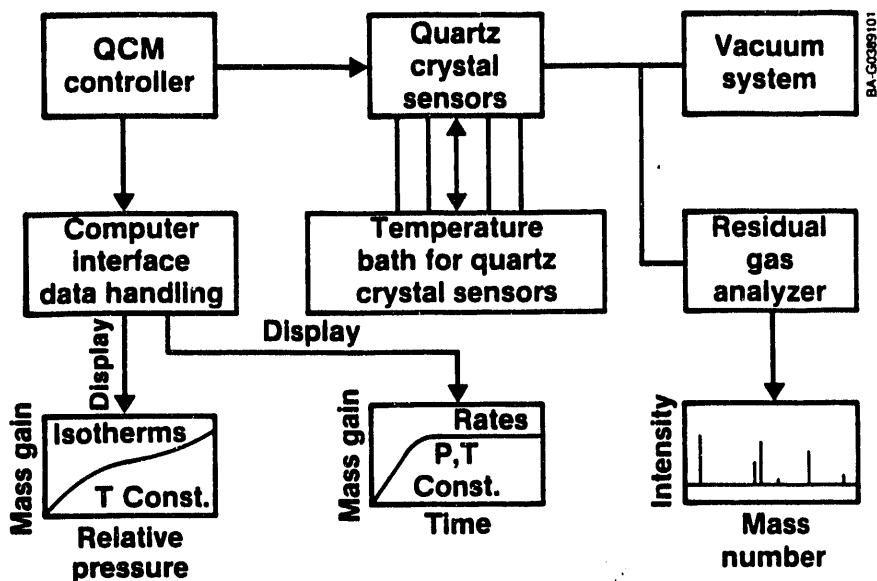 QCM
controller
Quartz
crystal
sensors
Vacuum
system
BA-G0389101
Computer
interface
data handling
Temperature
bath for quartz
crystal sensors
Residual
gas
analyzer
Display
Display
Mass gain
Isotherms
T Const.
Relative
pressure
Mass gain
Rates
P,T
Const.
Time
Intensity
Mass
number